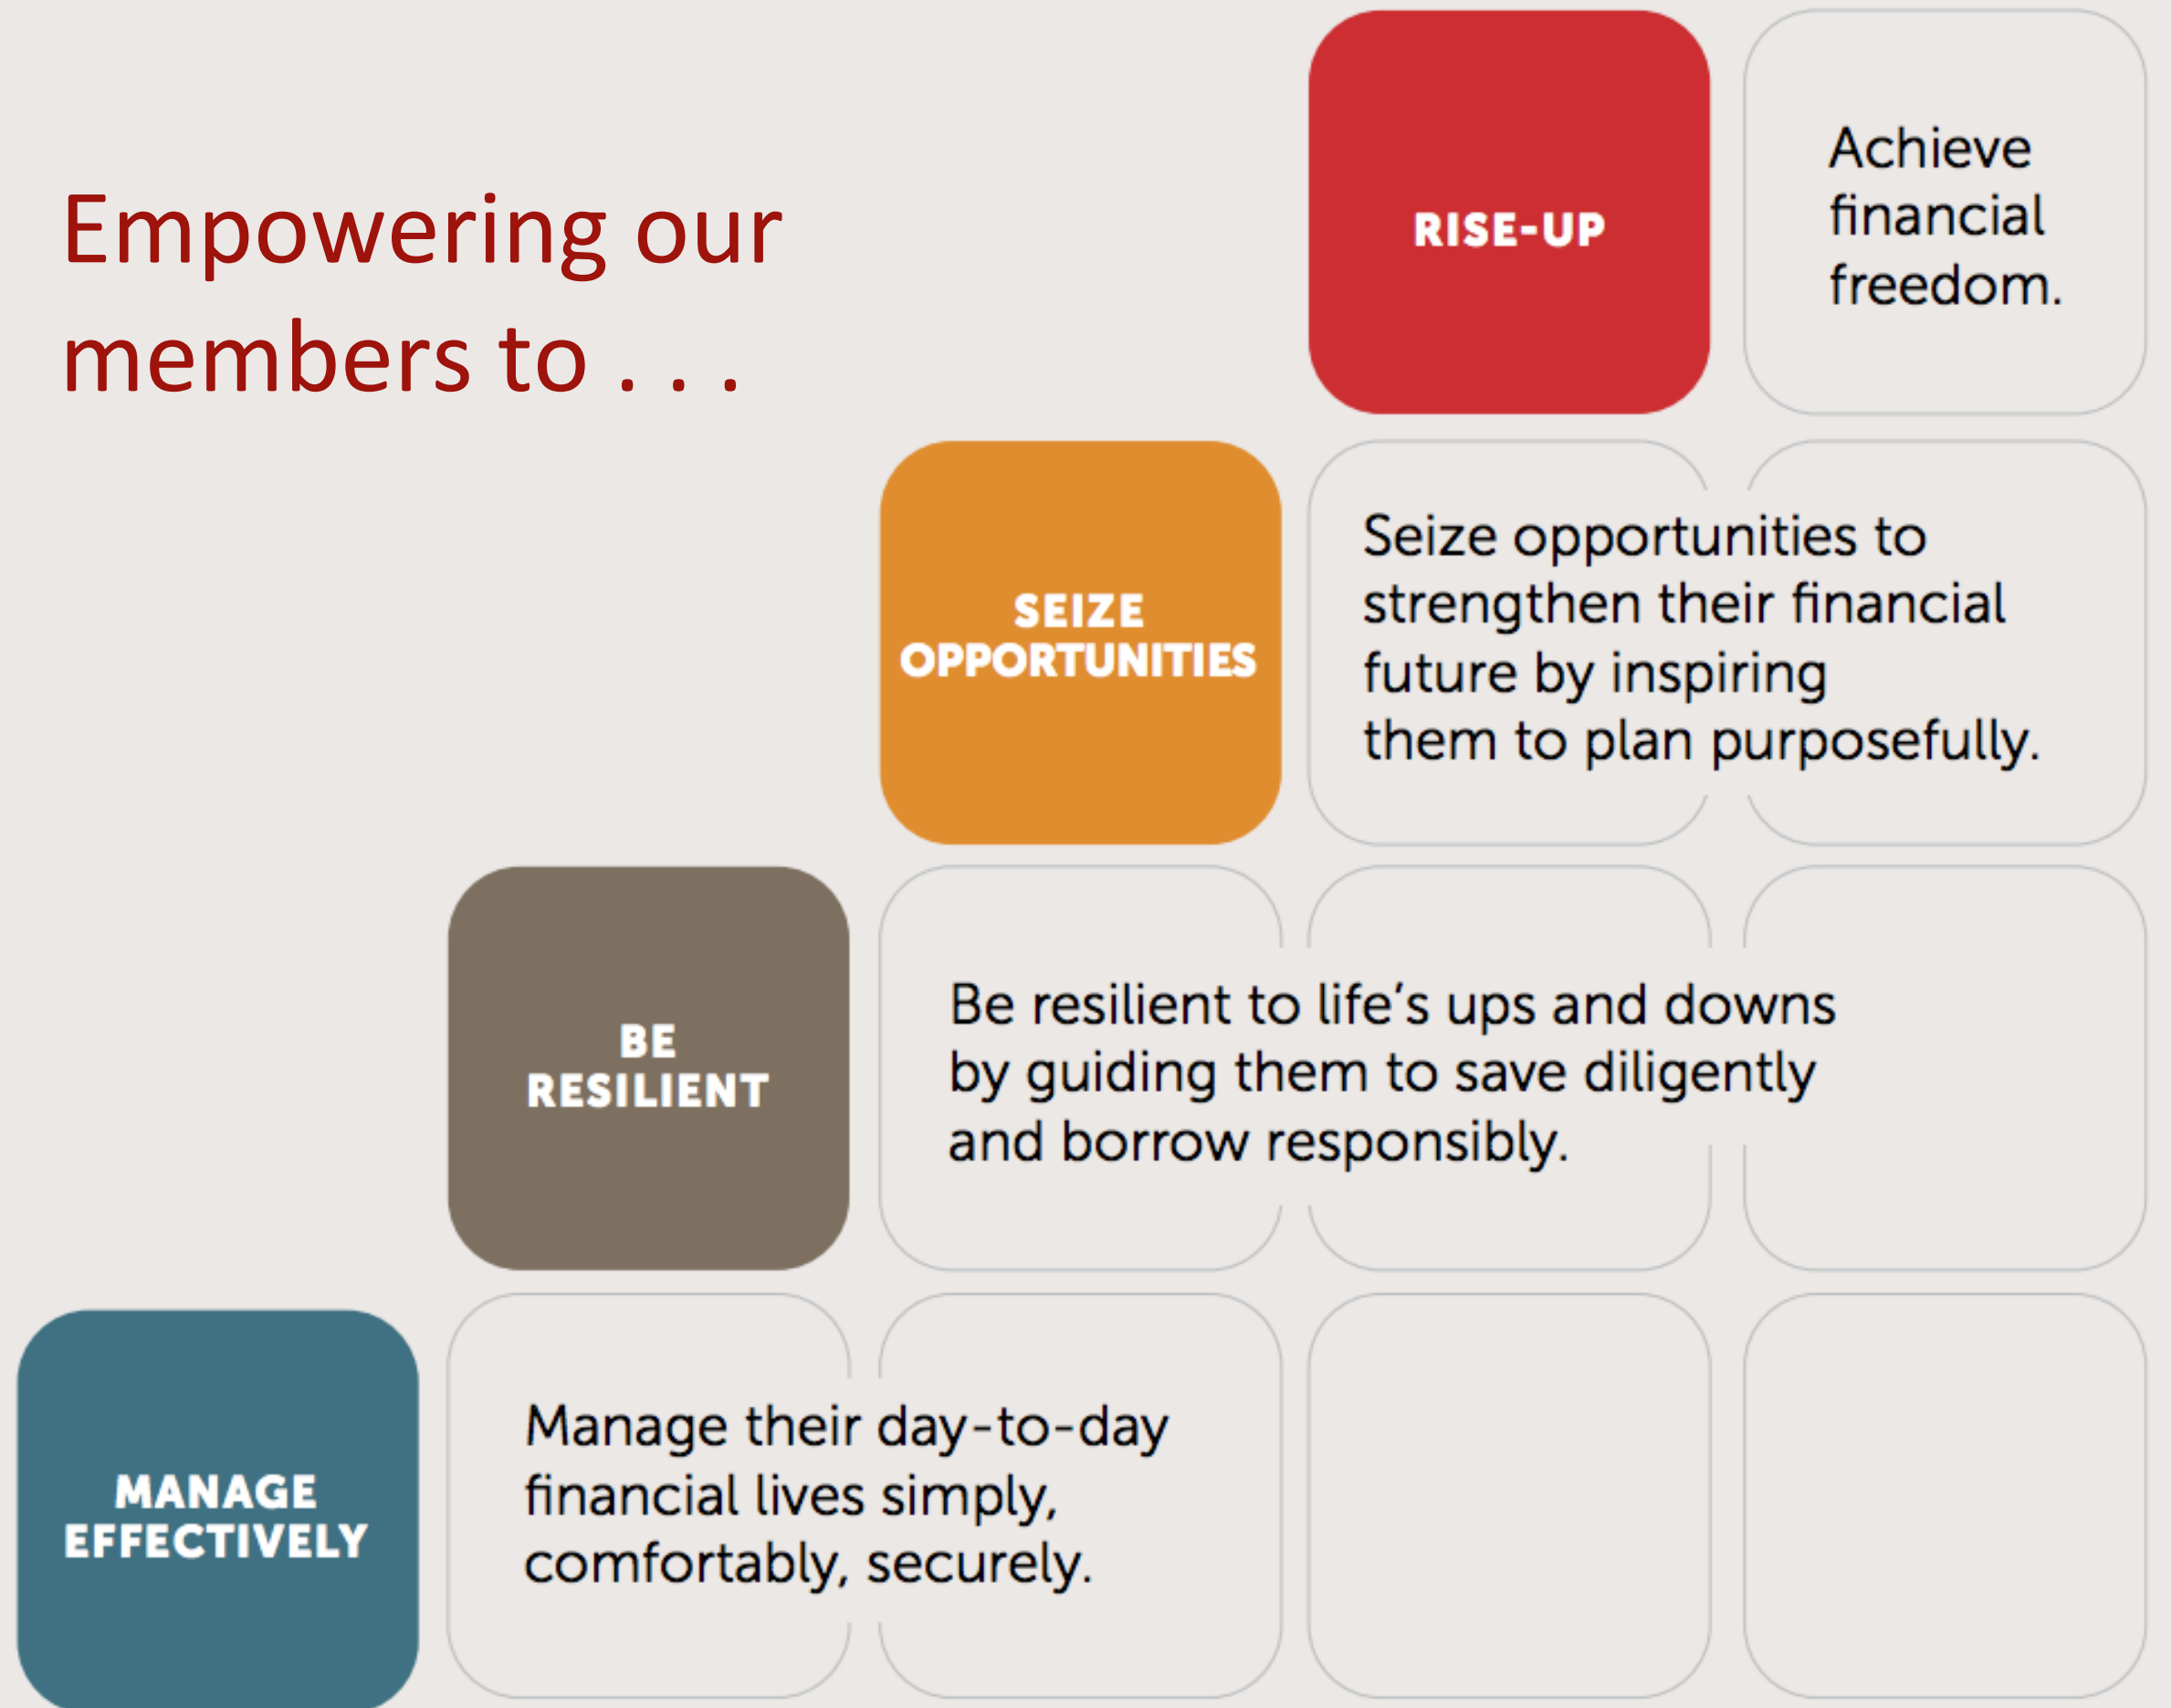 Empowering our
members to . . .
RISE-UP
Achieve
financial
freedom.
SEIZE
OPPORTUNITIES
Seize opportunities to
strengthen their financial
future by inspiring
them to plan purposefully.
BE
RESILIENT
Be resilient to life’s ups and downs
by guiding them to save diligently
and borrow responsibly.
MANAGE
EFFECTIVELY
Manage their day-to-day
financial lives simply,
comfortably, securely.